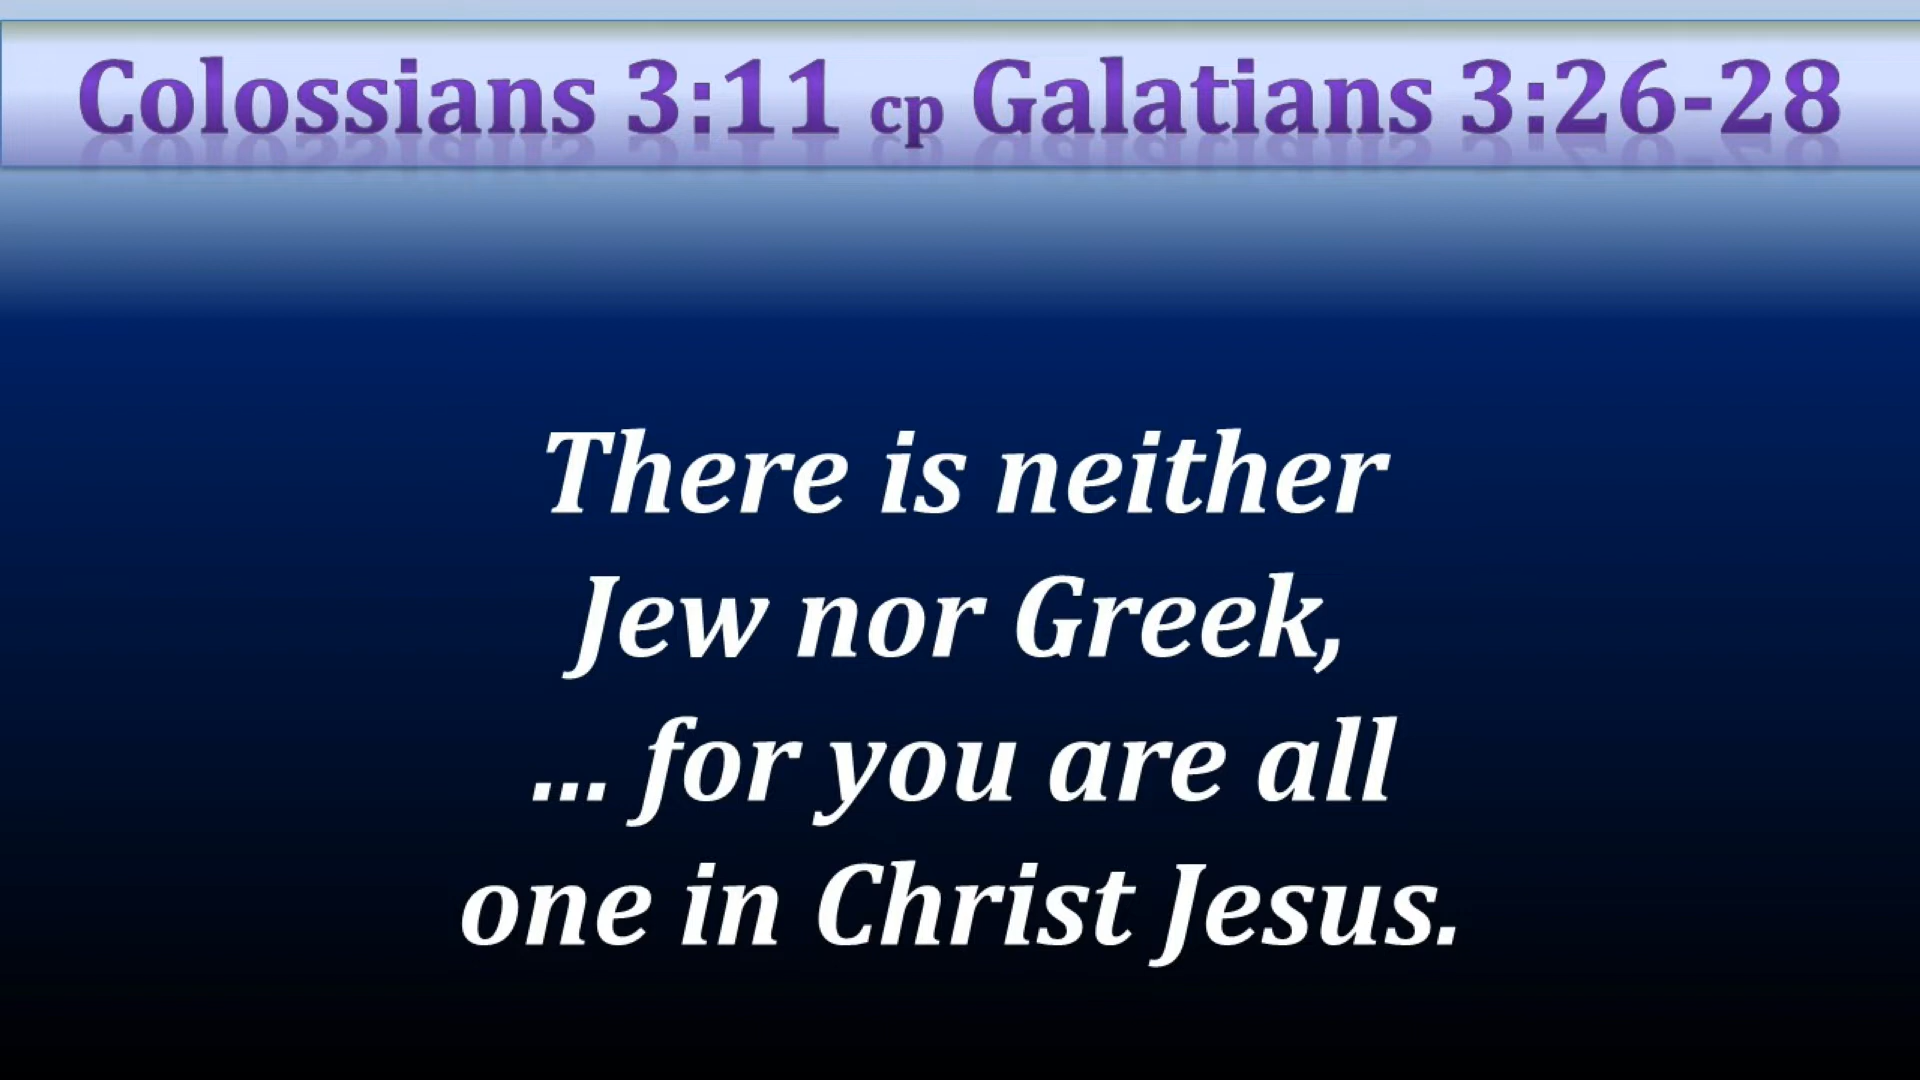 Colossians 3:11 cp Galatians 3:26-28
There is neither
Jew nor Greek,
... for you are all
one in Christ Jesus.